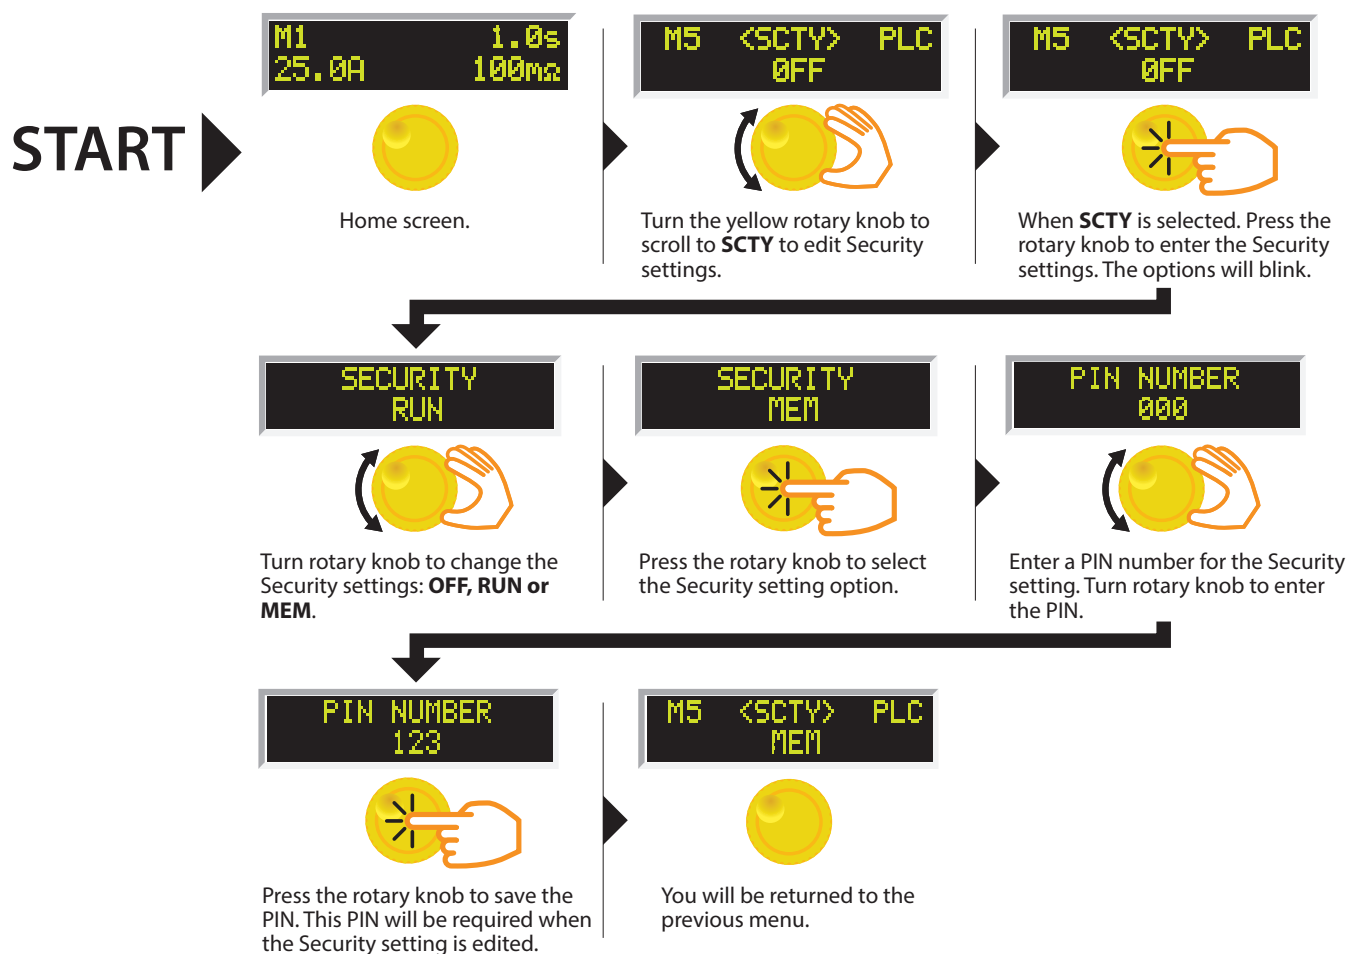 START
M1 1.0s
25.0A 100mΩ
Home screen.
M5 <SCTY> PLC
0FF
Turn the yellow rotary knob to
scroll to SCTY to edit Security
settings.
M5 <SCTY> PLC
0FF
When SCTY is selected. Press the
rotary knob to enter the Security
settings. The options will blink.
SECURITY
RUN
Turn rotary knob to change the
Security settings: OFF, RUN or
MEM.
SECURITY
MEM
Press the rotary knob to select
the Security setting option.
PIN NUMBER
000
Enter a PIN number for the Security
setting. Turn rotary knob to enter
the PIN.
PIN NUMBER
123
Press the rotary knob to save the
PIN. This PIN will be required when
the Security setting is edited.
M5 <SCTY> PLC
MEM
You will be returned to the
previous menu.